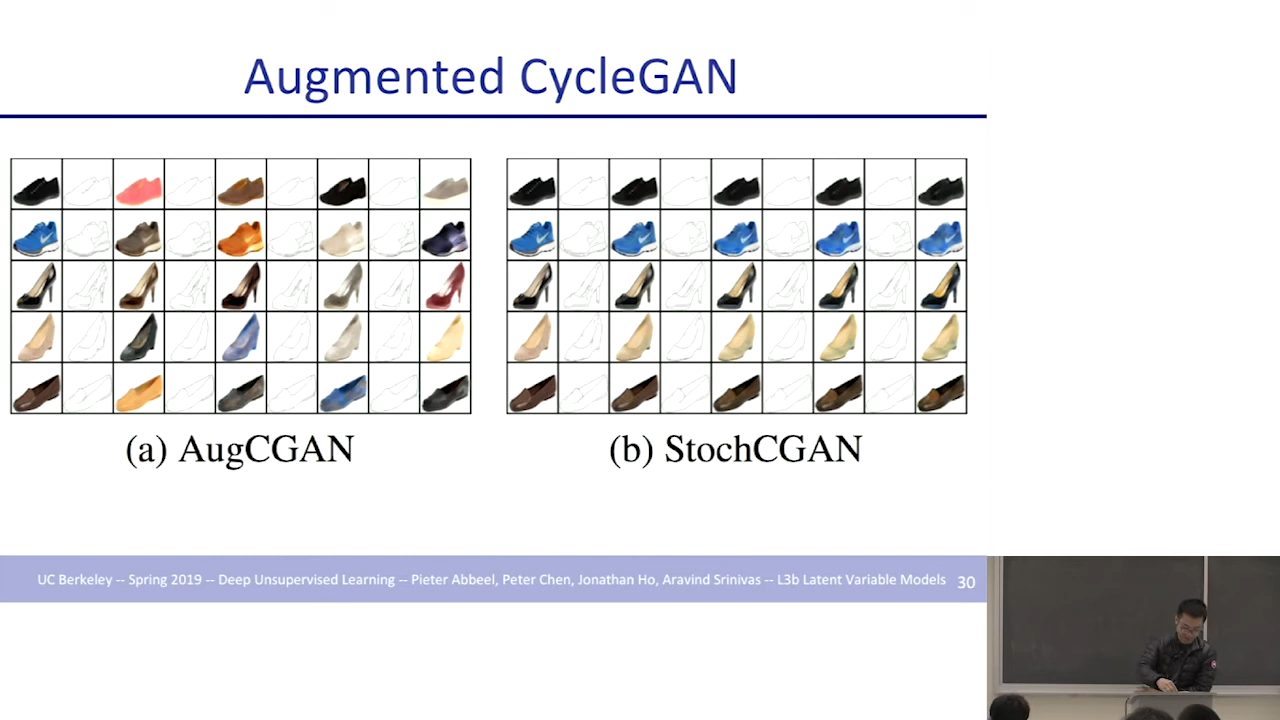 Augmented CycleGAN
(a) AugCGAN
(b) StochCGAN
UC Berkeley -- Spring 2019 -- Deep Unsupervised Learning -- Pieter Abbeel, Peter Chen, Jonathan Ho, Aravind Srinivas -- L3b Latent Variable Models 30